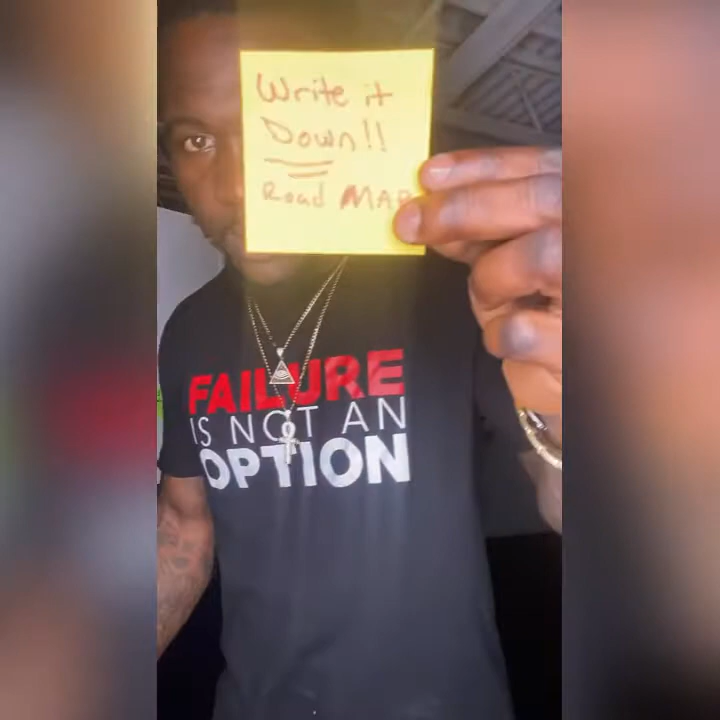 Write it
Down!!
Road MAP
FAILURE
IS NOT AN
OPTION